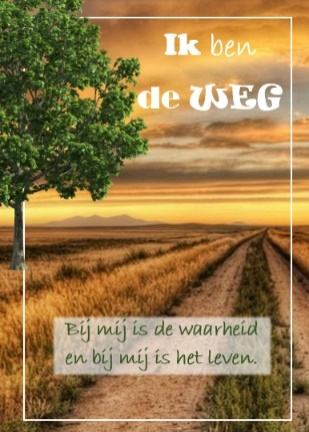 Ik ben
de WEG
Bij mij is de waarheid
en bij mij is het leven.